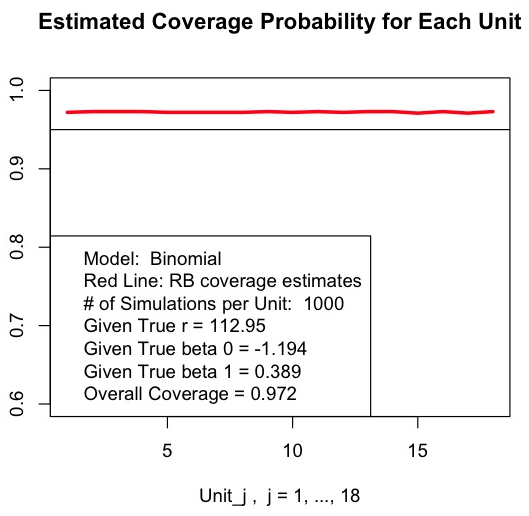 Estimated Coverage Probability for Each Unit
1.0
0.9
0.8
0.7
0.6
Model:  Binomial
Red Line: RB coverage estimates
# of Simulations per Unit:  1000
Given True r = 112.95
Given True beta 0 = -1.194
Given True beta 1 = 0.389
Overall Coverage = 0.972
5 10 15
Unit_j ,  j = 1, ..., 18